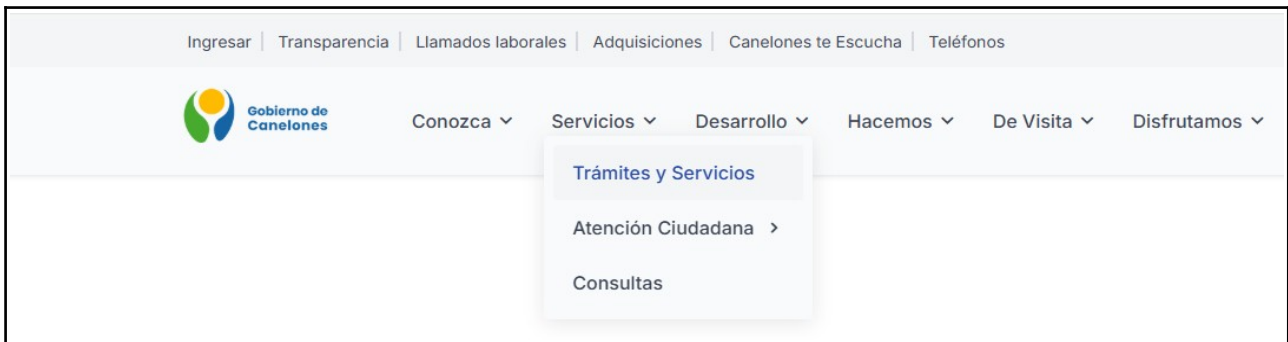 Ingresar | Transparencia | Llamados laborales | Adquisiciones | Canelones te Escucha | Teléfonos
Gobierno de
Canelones
Conozca Servicios Desarrollo Hacemos De Visita Disfrutamos
Trámites y Servicios
Atención Ciudadana
Consultas